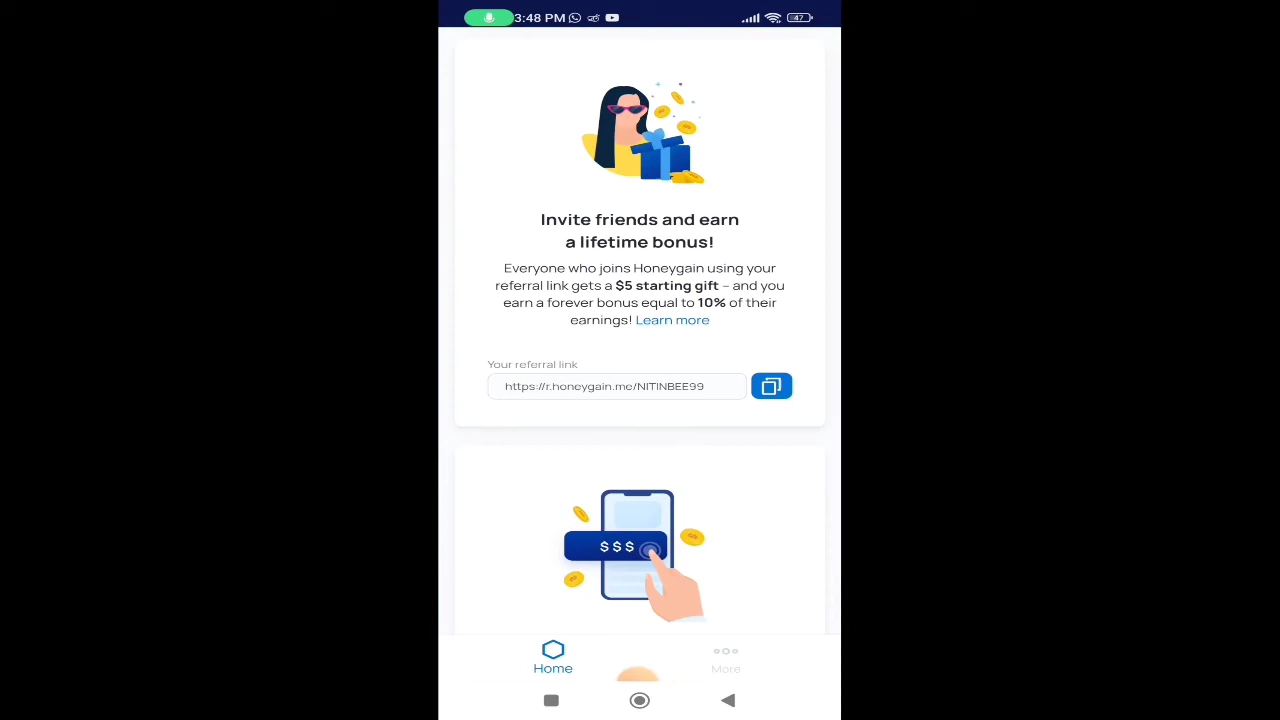 3:48 PM
47
Invite friends and earn
a lifetime bonus!
Everyone who joins Honeygain using your
referral link gets a $5 starting gift – and you
earn a forever bonus equal to 10% of their
earnings! Learn more
Your referral link
https://r.honeygain.me/NITINBEE99
$$$
Home
More